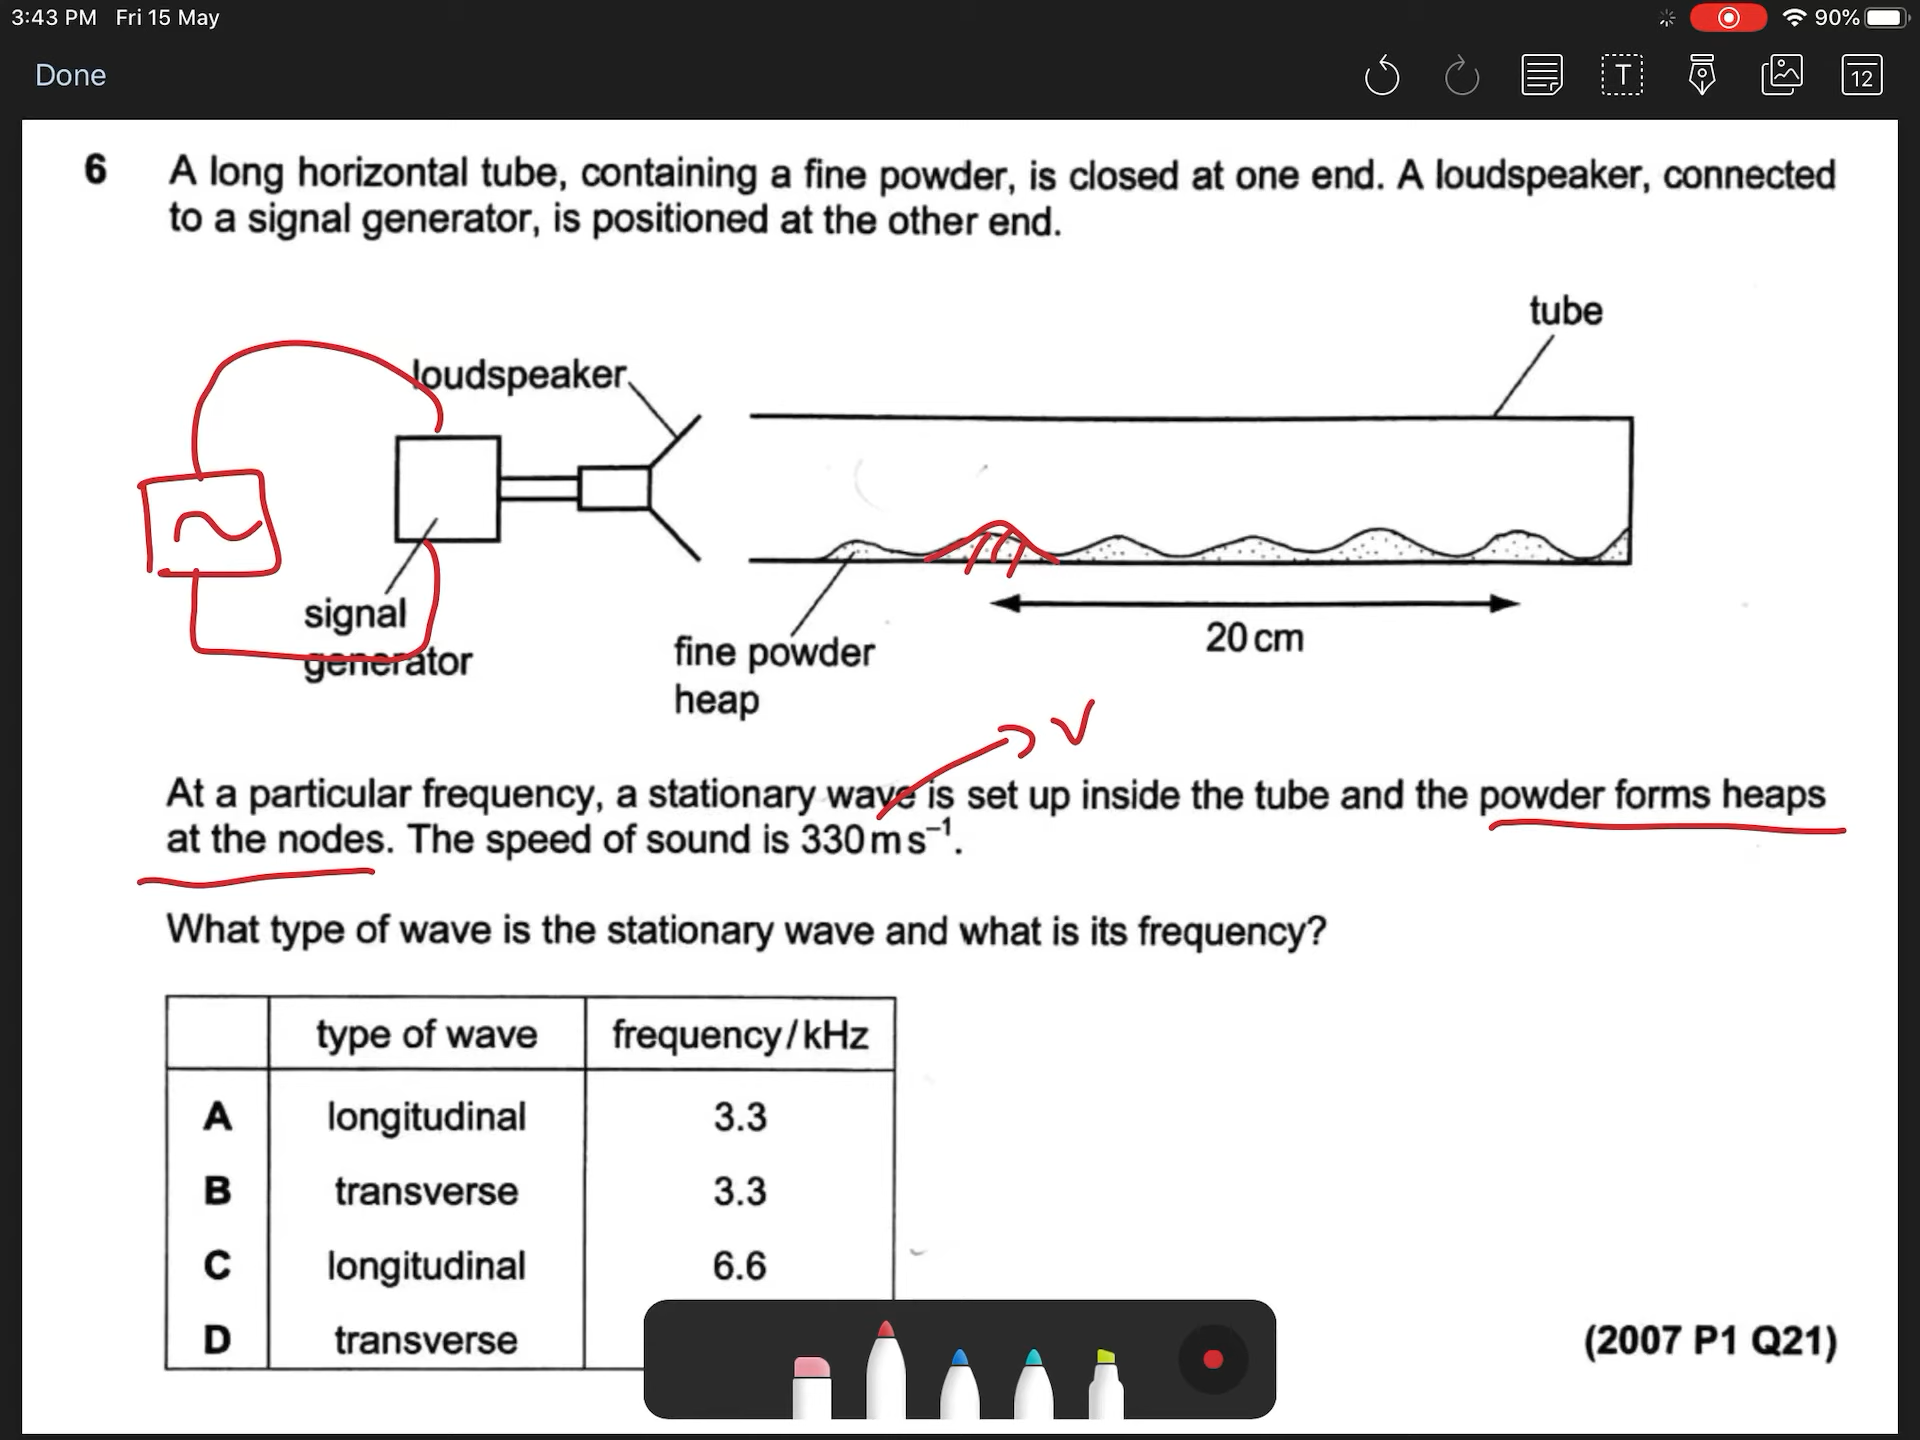 3:43 PM Fri 15 May 90%
Done T 12
6 A long horizontal tube, containing a fine powder, is closed at one end. A loudspeaker, connected
to a signal generator, is positioned at the other end.
tube
loudspeaker
signal
generator
20 cm
fine powder
heap
v
At a particular frequency, a stationary wave is set up inside the tube and the powder forms heaps
at the nodes. The speed of sound is 330 m s⁻¹.
What type of wave is the stationary wave and what is its frequency?
type of wave frequency / kHz
A longitudinal 3.3
B transverse 3.3
C longitudinal 6.6
D transverse
(2007 P1 Q21)